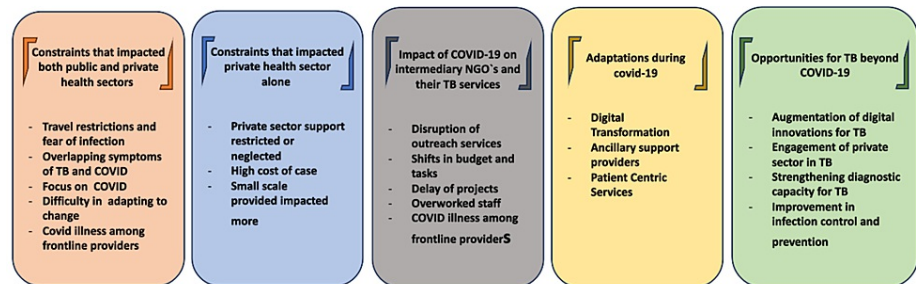 Constraints that impacted
both public and private
health sectors
- Travel restrictions and
fear of infection
- Overlapping symptoms
of TB and COVID
- Focus on COVID
- Difficulty in adapting to
change
- Covid illness among
frontline providers
Constraints that impacted
private health sector
alone
- Private sector support
restricted or
neglected
- High cost of case
- Small scale
provided impacted
more
Impact of COVID-19 on
intermediary NGO`s and
their TB services
- Disruption of
outreach services
- Shifts in budget and
tasks
- Delay of projects
- Overworked staff
- COVID illness among
frontline providerS
Adaptations during
covid-19
- Digital
Transformation
- Ancillary support
providers
- Patient Centric
Services
Opportunities for TB beyond
COVID-19
- Augmentation of digital
innovations for TB
- Engagement of private
sector in TB
- Strengthening diagnostic
capacity for TB
- Improvement in
infection control and
prevention